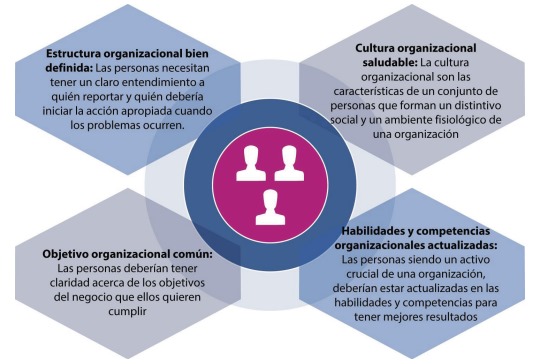 Estructura organizacional bien
definida: Las personas necesitan
tener un claro entendimiento a
quién reportar y quién debería
iniciar la acción apropiada cuando
los problemas ocurren.
Cultura organizacional
saludable: La cultura
organizacional son las
características de un conjunto de
personas que forman un distintivo
social y un ambiente fisiológico de
una organización
Objetivo organizacional común:
Las personas deberían tener
claridad acerca de los objetivos
del negocio que ellos quieren
cumplir
Habilidades y competencias
organizacionales actualizadas:
Las personas siendo un activo
crucial de una organización,
deberían estar actualizadas en las
habilidades y competencias para
tener mejores resultados